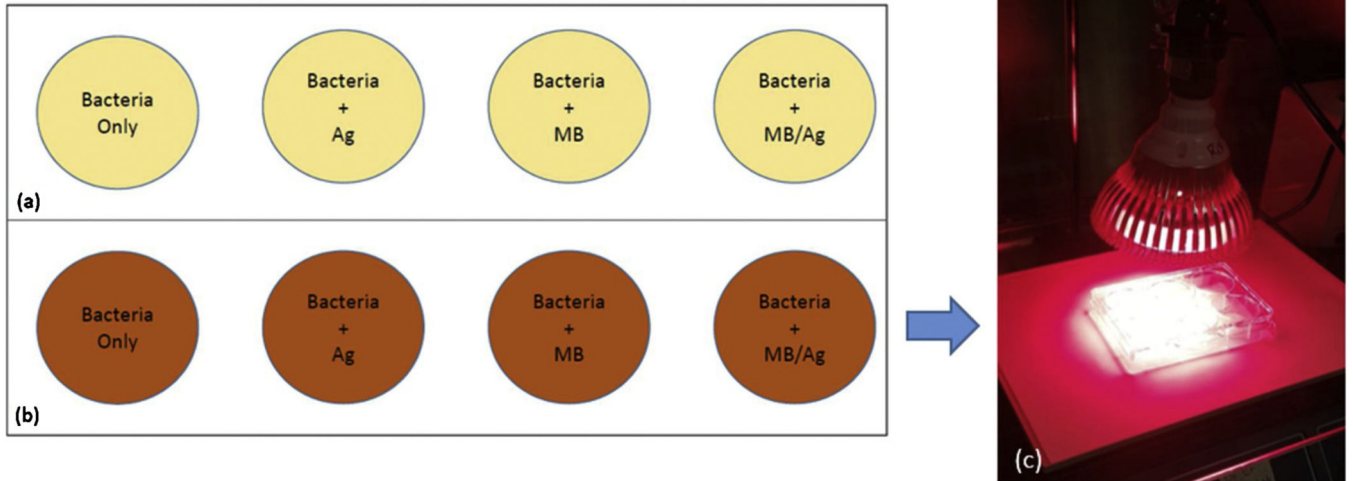 Bacteria
Only
Bacteria
+
Ag
Bacteria
+
MB
Bacteria
+
MB/Ag
(a)
Bacteria
Only
Bacteria
+
Ag
Bacteria
+
MB
Bacteria
+
MB/Ag
(b)
(c)